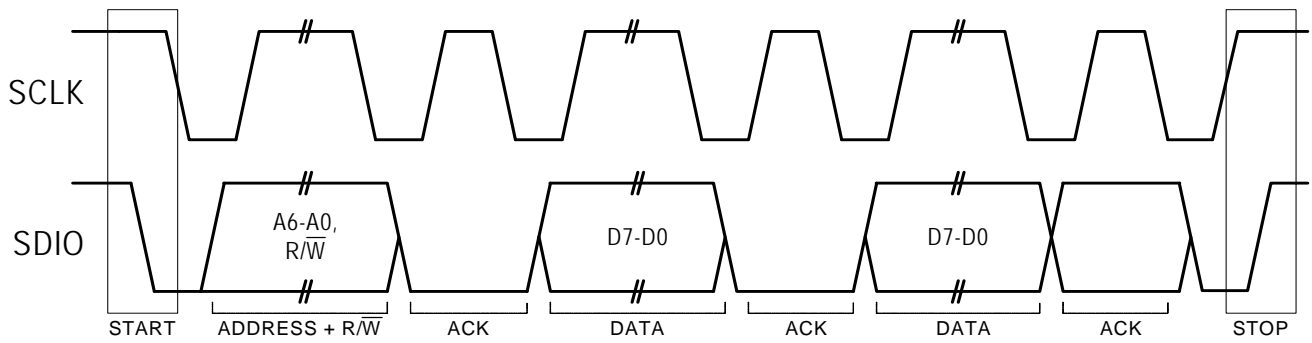 SCLK
SDIO
A6-A0,
R/W̅
D7-D0
D7-D0
START
ADDRESS + R/W̅
ACK
DATA
ACK
DATA
ACK
STOP